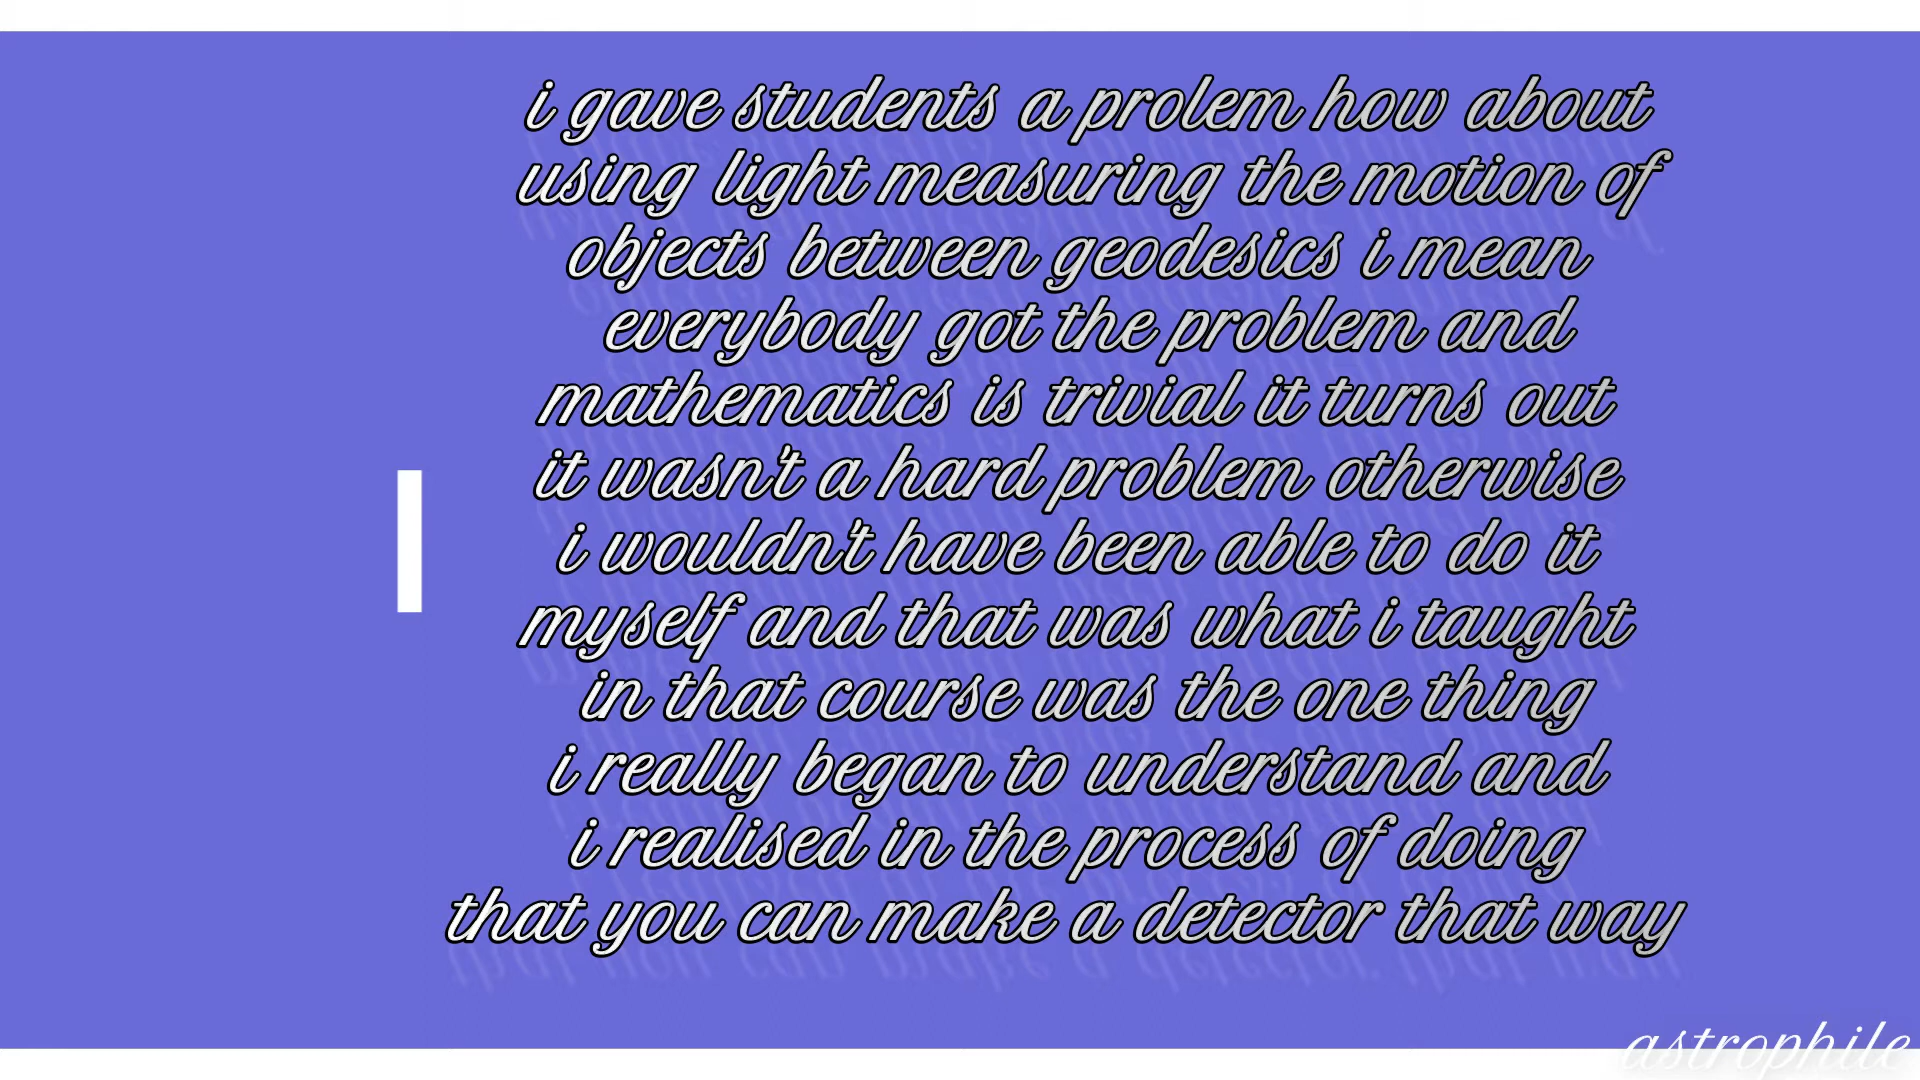 i gave students a prolem how about
using light measuring the motion of
objects between geodesics i mean
everybody got the problem and
mathematics is trivial it turns out
it wasn't a hard problem otherwise
i wouldn't have been able to do it
myself and that was what i taught
in that course was the one thing
i really began to understand and
i realised in the process of doing
that you can make a detector that way
astrophile